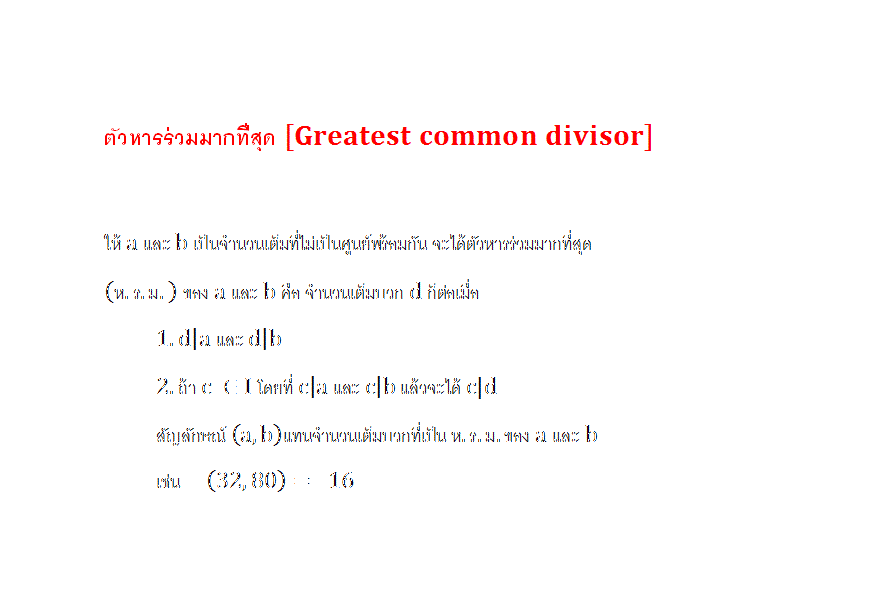 ตัวหารร่วมมากที่สุด [Greatest common divisor]
ให้ a และ b เป็นจำนวนเต็มที่ไม่เป็นศูนย์พร้อมกัน จะได้ตัวหารร่วมมากที่สุด
(ห. ร. ม. ) ของ a และ b คือ จำนวนเต็มบวก d ก็ต่อเมื่อ
1. d|a และ d|b
2. ถ้า c ∈ I โดยที่ c|a และ c|b แล้วจะได้ c|d
สัญลักษณ์ (a, b)แทนจำนวนเต็มบวกที่เป็น ห. ร. ม. ของ a และ b
เช่น (32, 80) = 16